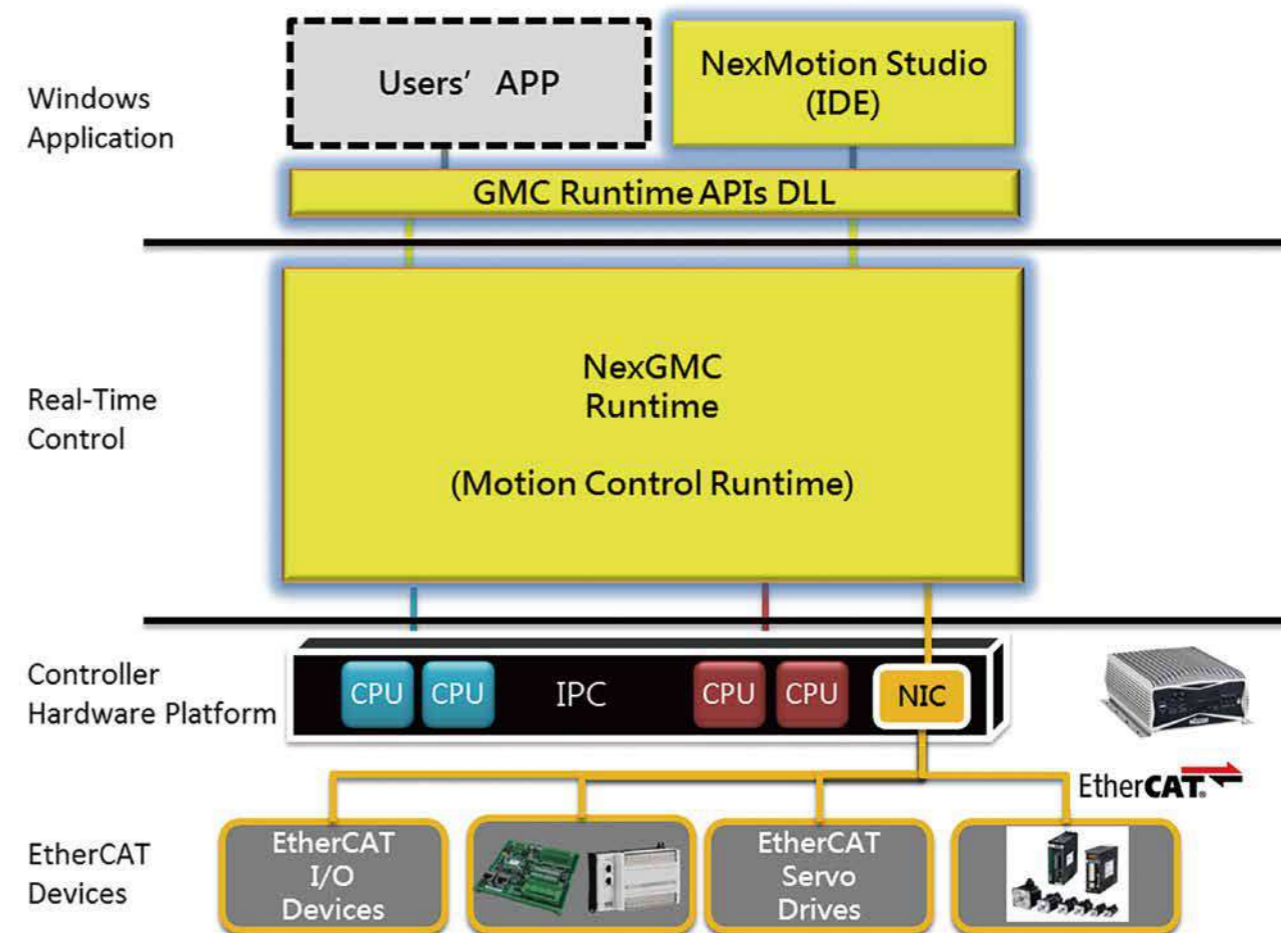 Windows
Application
Users' APP
NexMotion Studio
(IDE)
GMC Runtime APIs DLL
Real-Time
Control
NexGMC
Runtime
(Motion Control Runtime)
Controller
Hardware Platform
CPU
CPU
IPC
CPU
CPU
NIC
EtherCAT®
EtherCAT
Devices
EtherCAT
I/O
Devices
EtherCAT
Servo
Drives